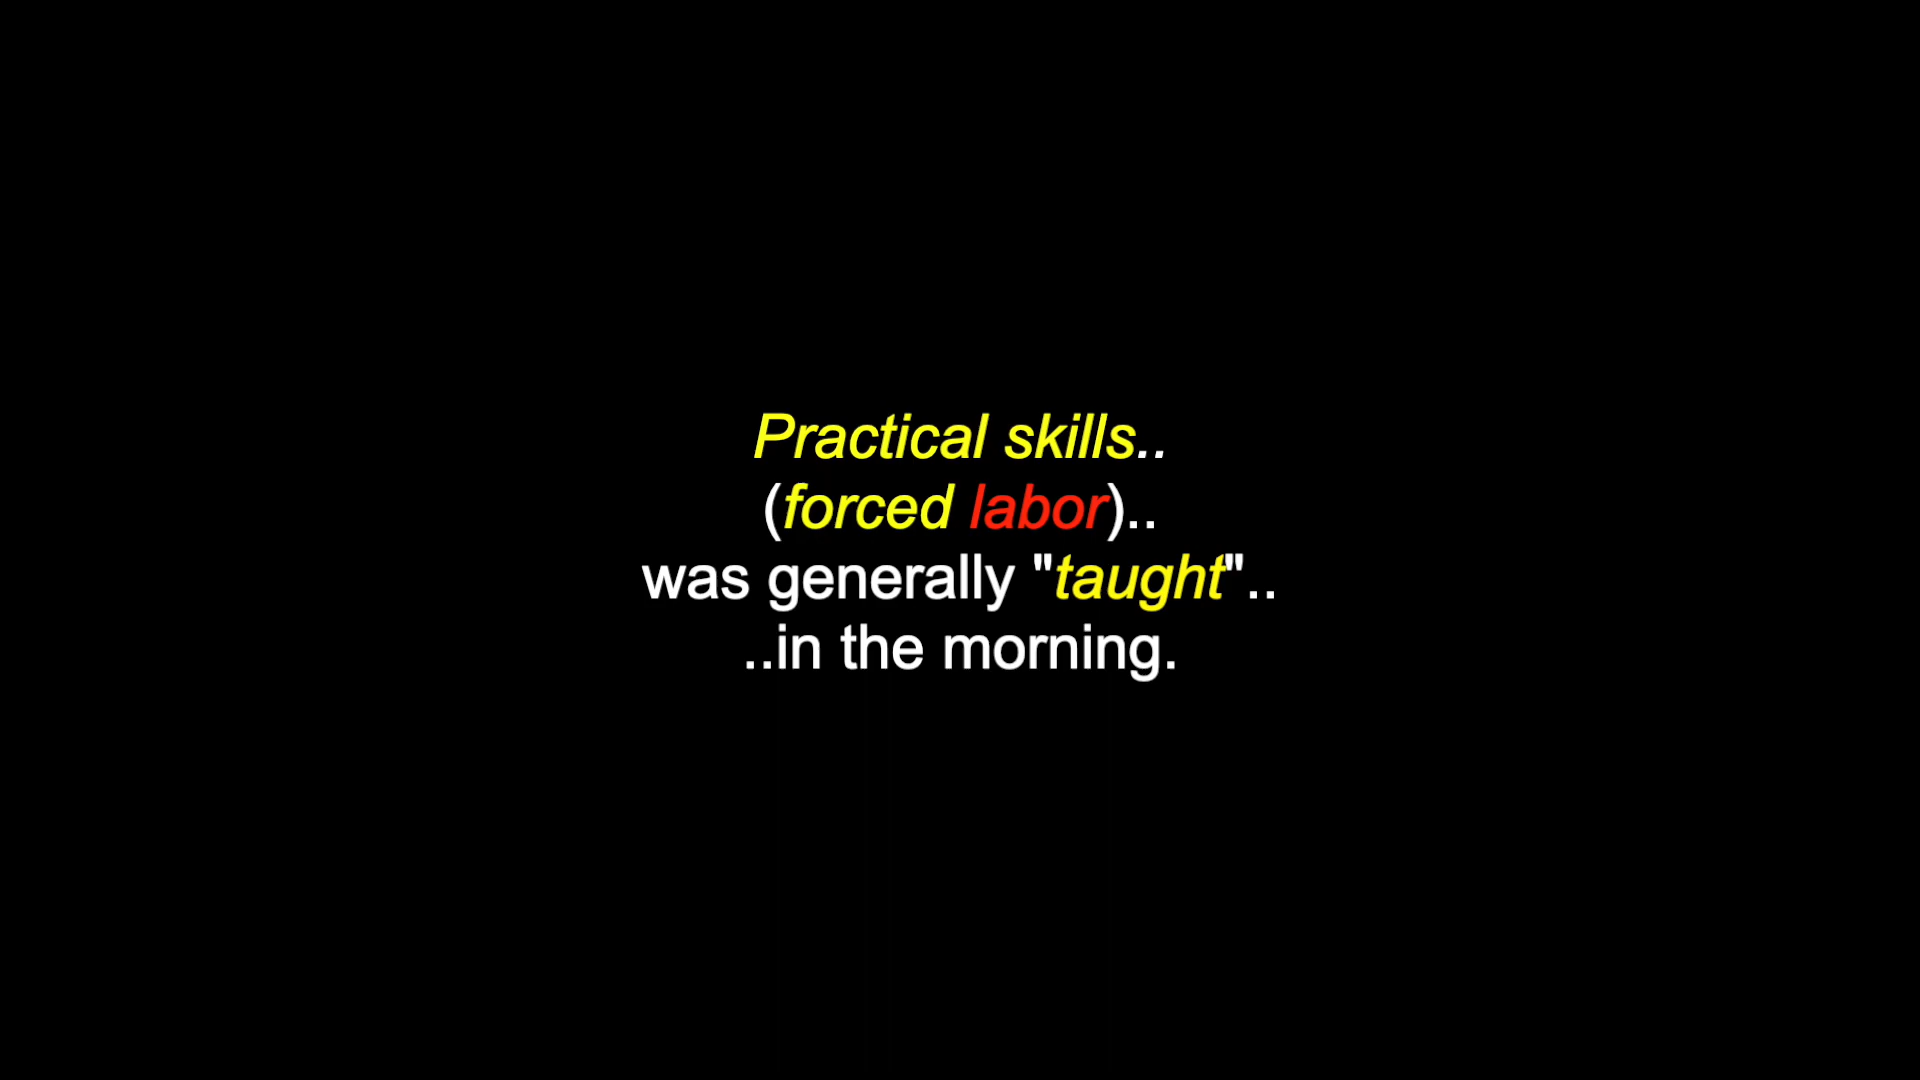 Practical skills..
(forced labor)..
was generally "taught"..
..in the morning.